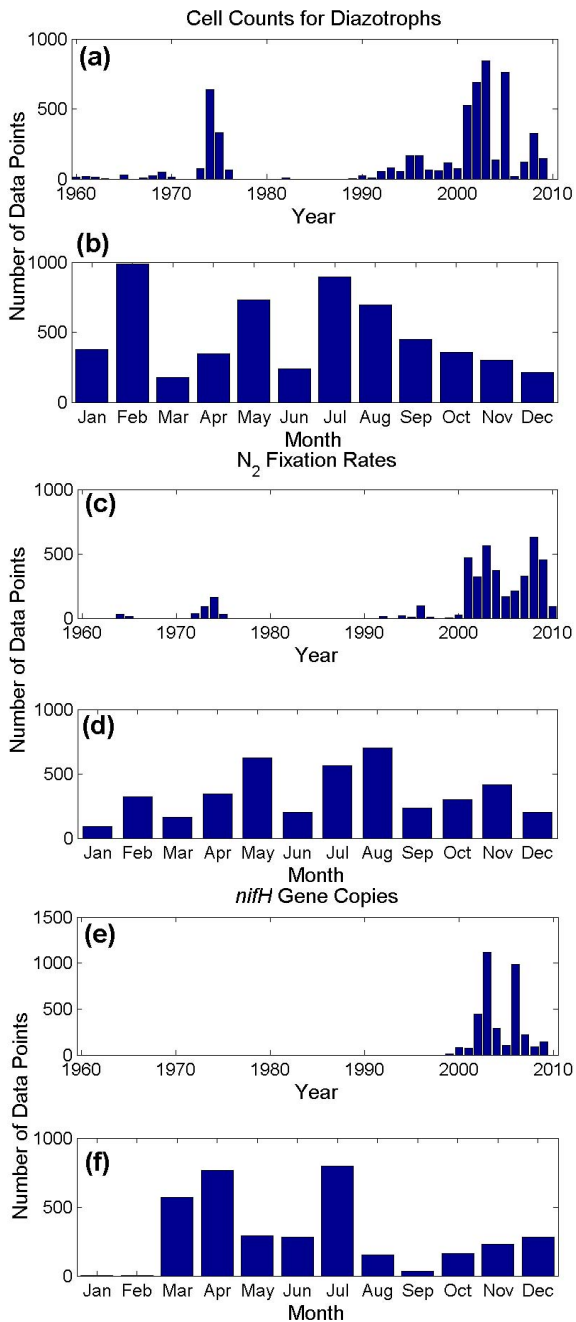 Cell Counts for Diazotrophs
(a)
1000
500
0
1960 1970 1980 1990 2000 2010
Year
Number of Data Points
(b)
1000
500
0
Jan Feb Mar Apr May Jun Jul Aug Sep Oct Nov Dec
Month
N2 Fixation Rates
(c)
1000
500
0
1960 1970 1980 1990 2000 2010
Year
Number of Data Points
(d)
1000
500
0
Jan Feb Mar Apr May Jun Jul Aug Sep Oct Nov Dec
Month
nifH Gene Copies
(e)
1500
1000
500
0
1960 1970 1980 1990 2000 2010
Year
Number of Data Points
(f)
1000
500
0
Jan Feb Mar Apr May Jun Jul Aug Sep Oct Nov Dec
Month